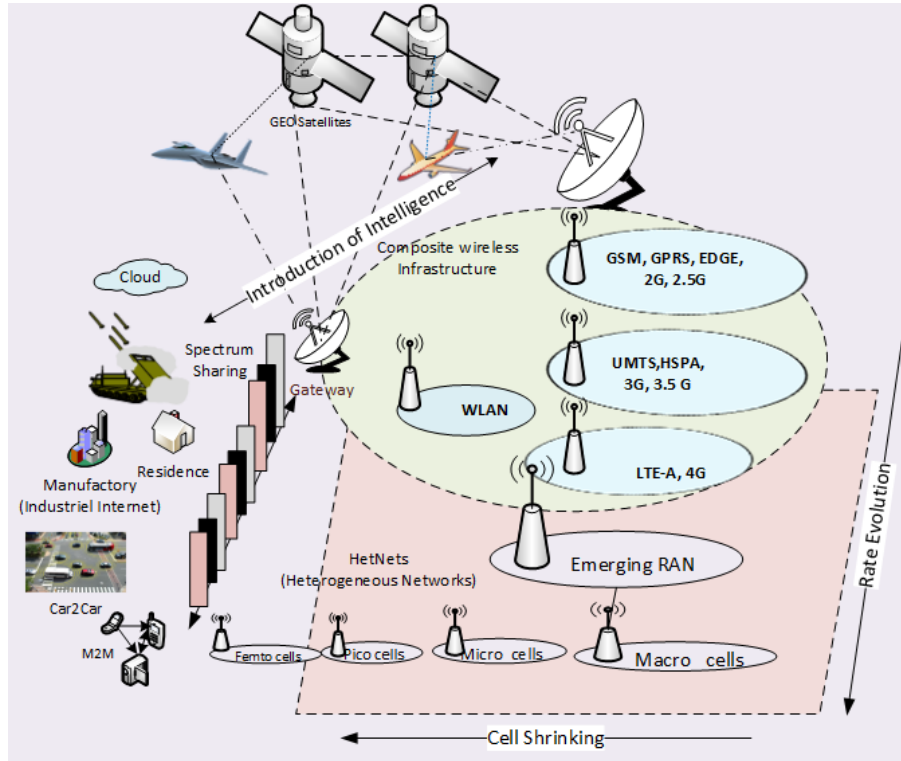 GEO Satellites
Introduction of Intelligence
Composite wireless
Infrastructure
GSM, GPRS, EDGE,
2G, 2.5G
Cloud
Spectrum
Sharing
Gateway
UMTS,HSPA,
3G, 3.5 G
WLAN
Residence
Manufactory
(Industriel Internet)
LTE-A, 4G
Rate Evolution
HetNets
(Heterogeneous Networks)
Emerging RAN
Car2Car
M2M
Femto cells
Pico cells
Micro cells
Macro cells
Cell Shrinking